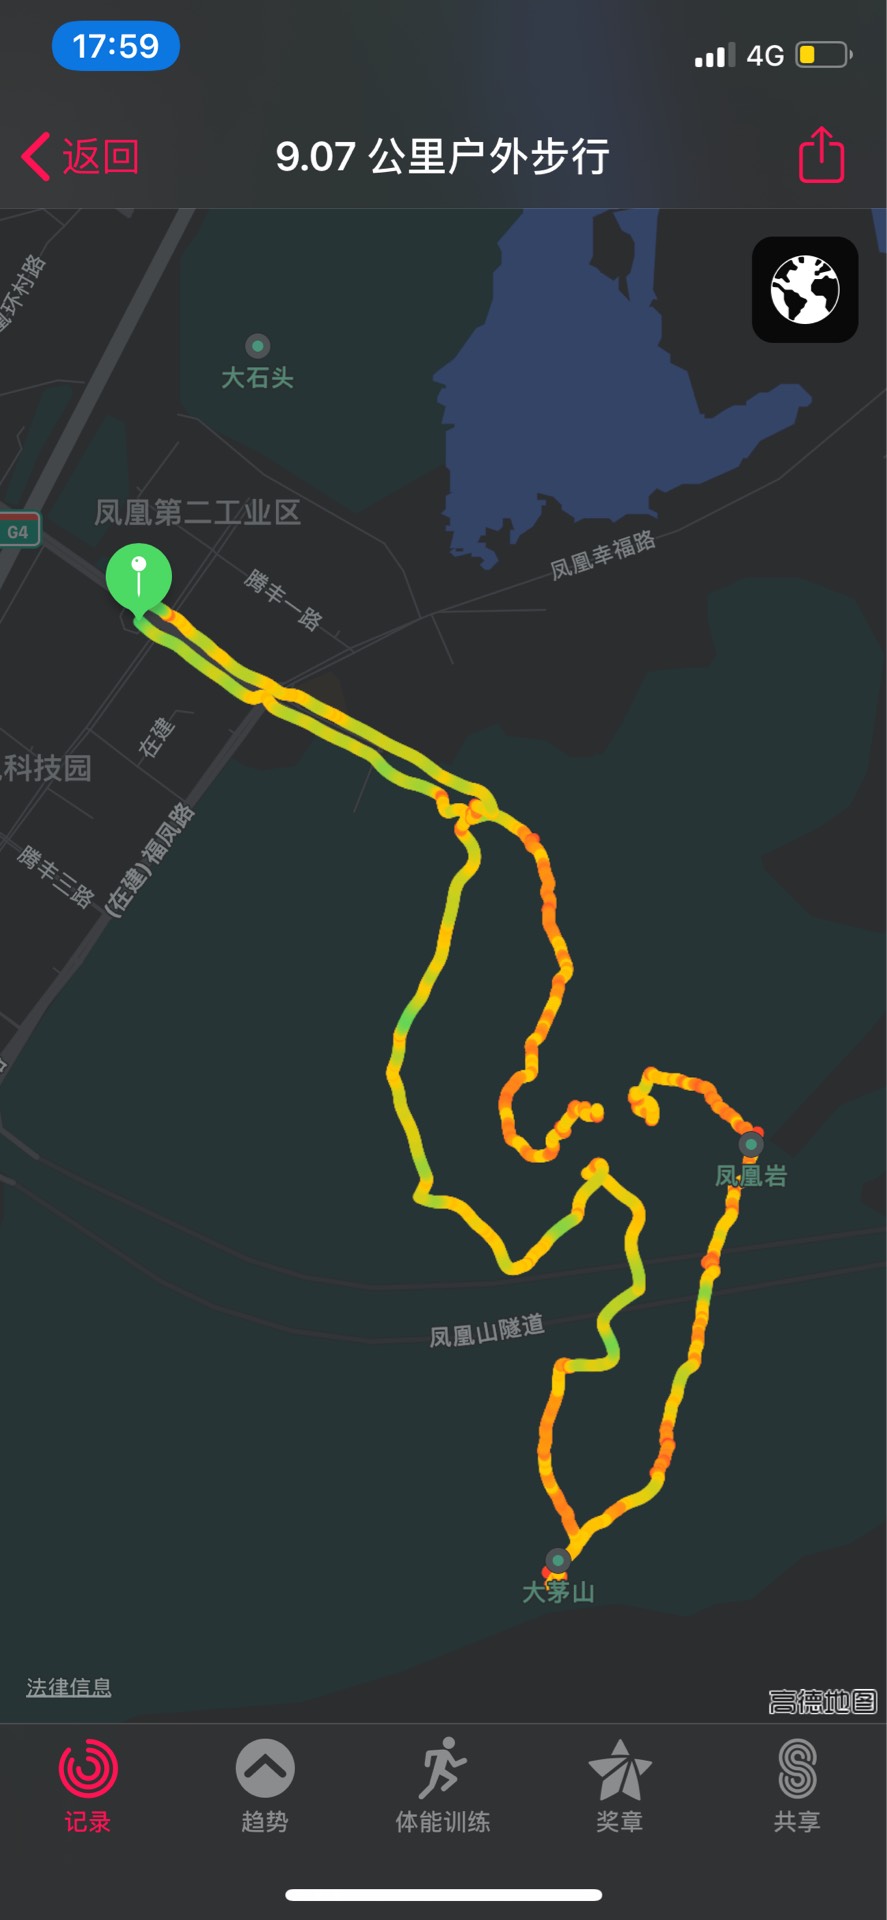 17:59
4G
返回
9.07 公里户外步行
凰环村路
大石头
凤凰第二工业区
G4
凤凰幸福路
腾丰一路
在建
科技园
(在建)福凤路
腾丰三路
凤凰岩
凤凰山隧道
大茅山
法律信息
高德地图
记录
趋势
体能训练
奖章
共享